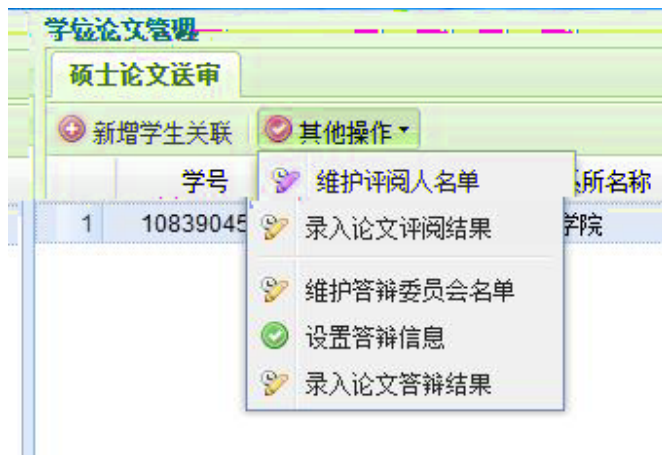 学位论文管理
硕士论文送审
新增学生关联 其他操作
学号 所名称
1 10839045 学院
维护评阅人名单
录入论文评阅结果
维护答辩委员会名单
设置答辩信息
录入论文答辩结果